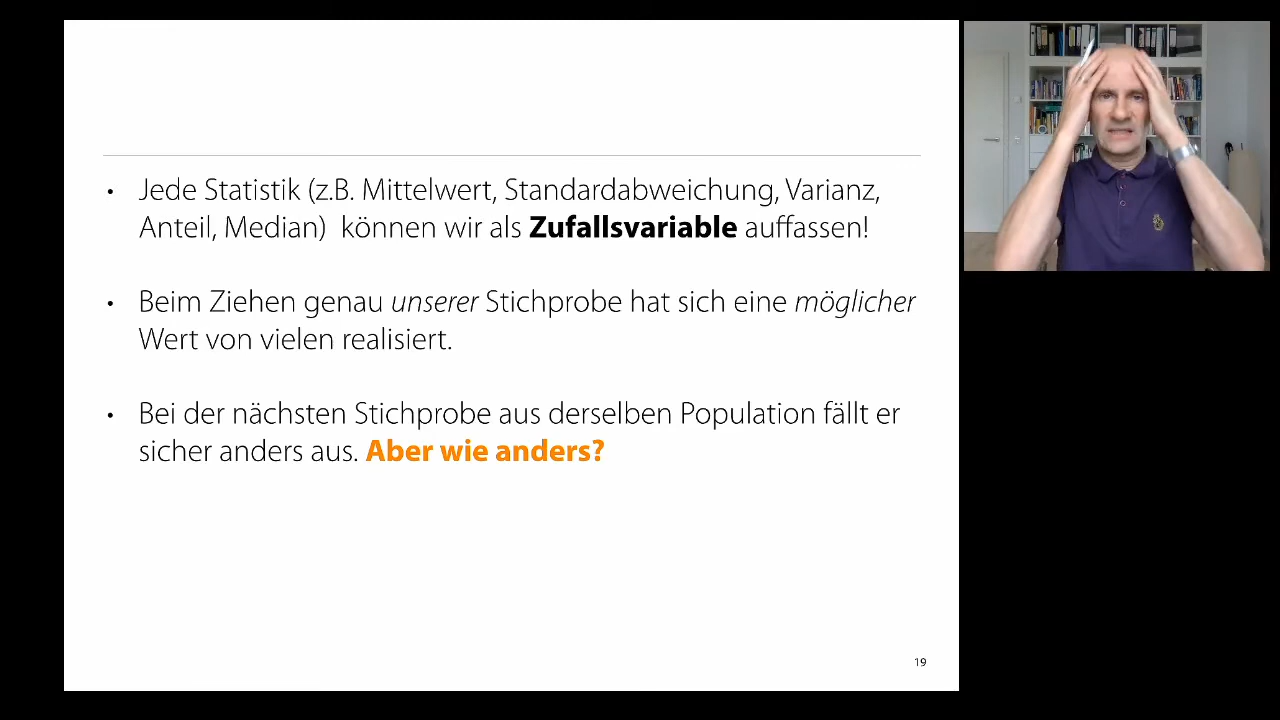 • Jede Statistik (z.B. Mittelwert, Standardabweichung, Varianz,
Anteil, Median)  können wir als Zufallsvariable auffassen!
• Beim Ziehen genau unserer Stichprobe hat sich eine möglicher
Wert von vielen realisiert.
• Bei der nächsten Stichprobe aus derselben Population fällt er
sicher anders aus. Aber wie anders?
19